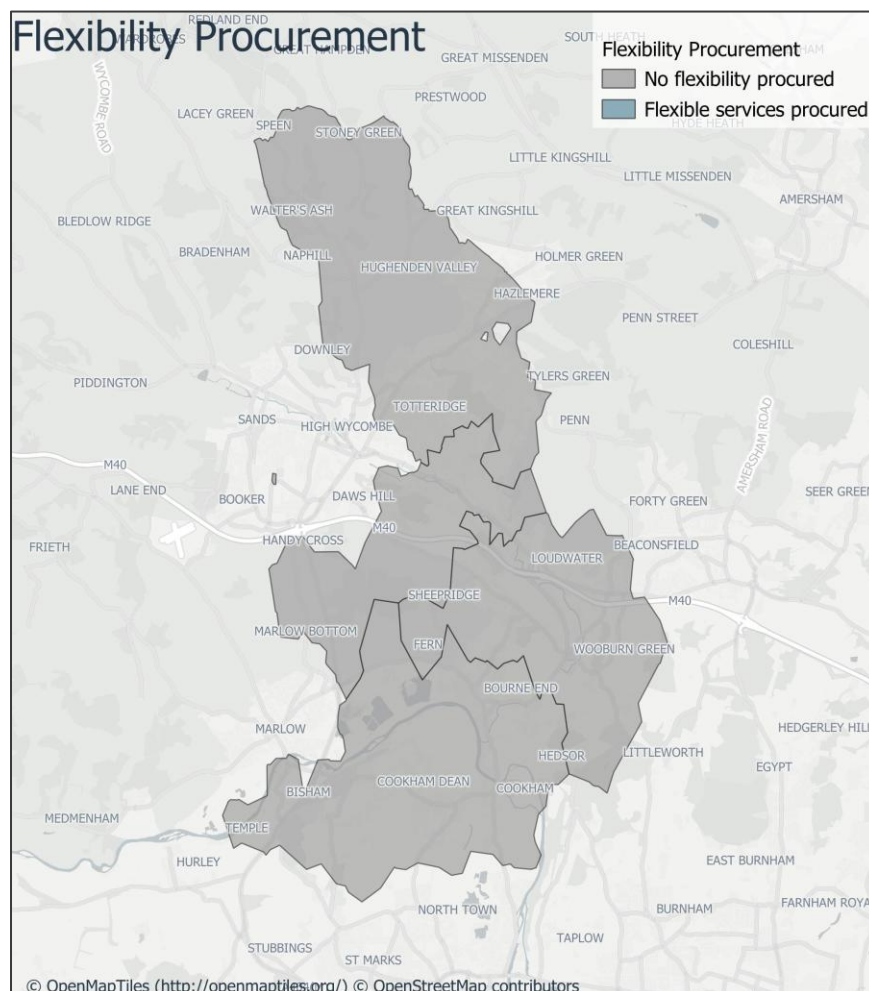 REDLAND END
Flexibility Procurement
WARDROBES
GREAT HAMPDEN
SOUTH HEATH
GREAT MISSENDEN
Flexibility Procurement
No flexibility procured
Flexible services procured
WYCOMBE ROAD
PRESTWOOD
LACEY GREEN
SPEEN
STONEY GREEN
HYDE HEATH
LITTLE KINGSHILL
LITTLE MISSENDEN
AMERSHAM
WALTER'S ASH
GREAT KINGSHILL
BLEDLOW RIDGE
BRADENHAM
NAPHILL
HOLMER GREEN
HUGHENDEN VALLEY
HAZLEMERE
PENN STREET
COLESHILL
DOWNLEY
TYLERS GREEN
PIDDINGTON
TOTTERIDGE
SANDS
HIGH WYCOMBE
PENN
AMERSHAM ROAD
M40
LANE END
BOOKER
DAWS HILL
FORTY GREEN
SEER GREEN
M40
HANDY CROSS
FRIETH
LOUDWATER
BEACONSFIELD
SHEEPRIDGE
M40
MARLOW BOTTOM
FERN
WOOBURN GREEN
BOURNE END
MARLOW
HEDGERLEY HILL
HEDSOR
LITTLEWORTH
EGYPT
COOKHAM DEAN
COOKHAM
BISHAM
MEDMENHAM
TEMPLE
HURLEY
EAST BURNHAM
NORTH TOWN
BURNHAM
FARNHAM ROYA
TAPLOW
STUBBINGS
ST MARKS
© OpenMapTiles (http://openmaptiles.org/) © OpenStreetMap contributors